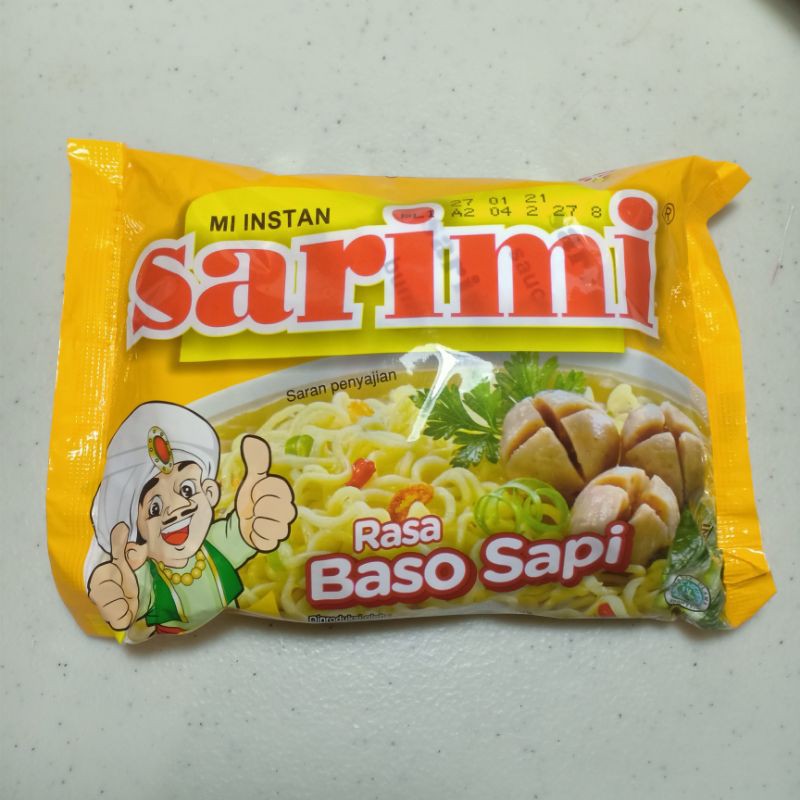 27 01 21
A2 04 2 27 8
MI INSTAN
sarimi®
Saran penyajian
Rasa
Baso Sapi